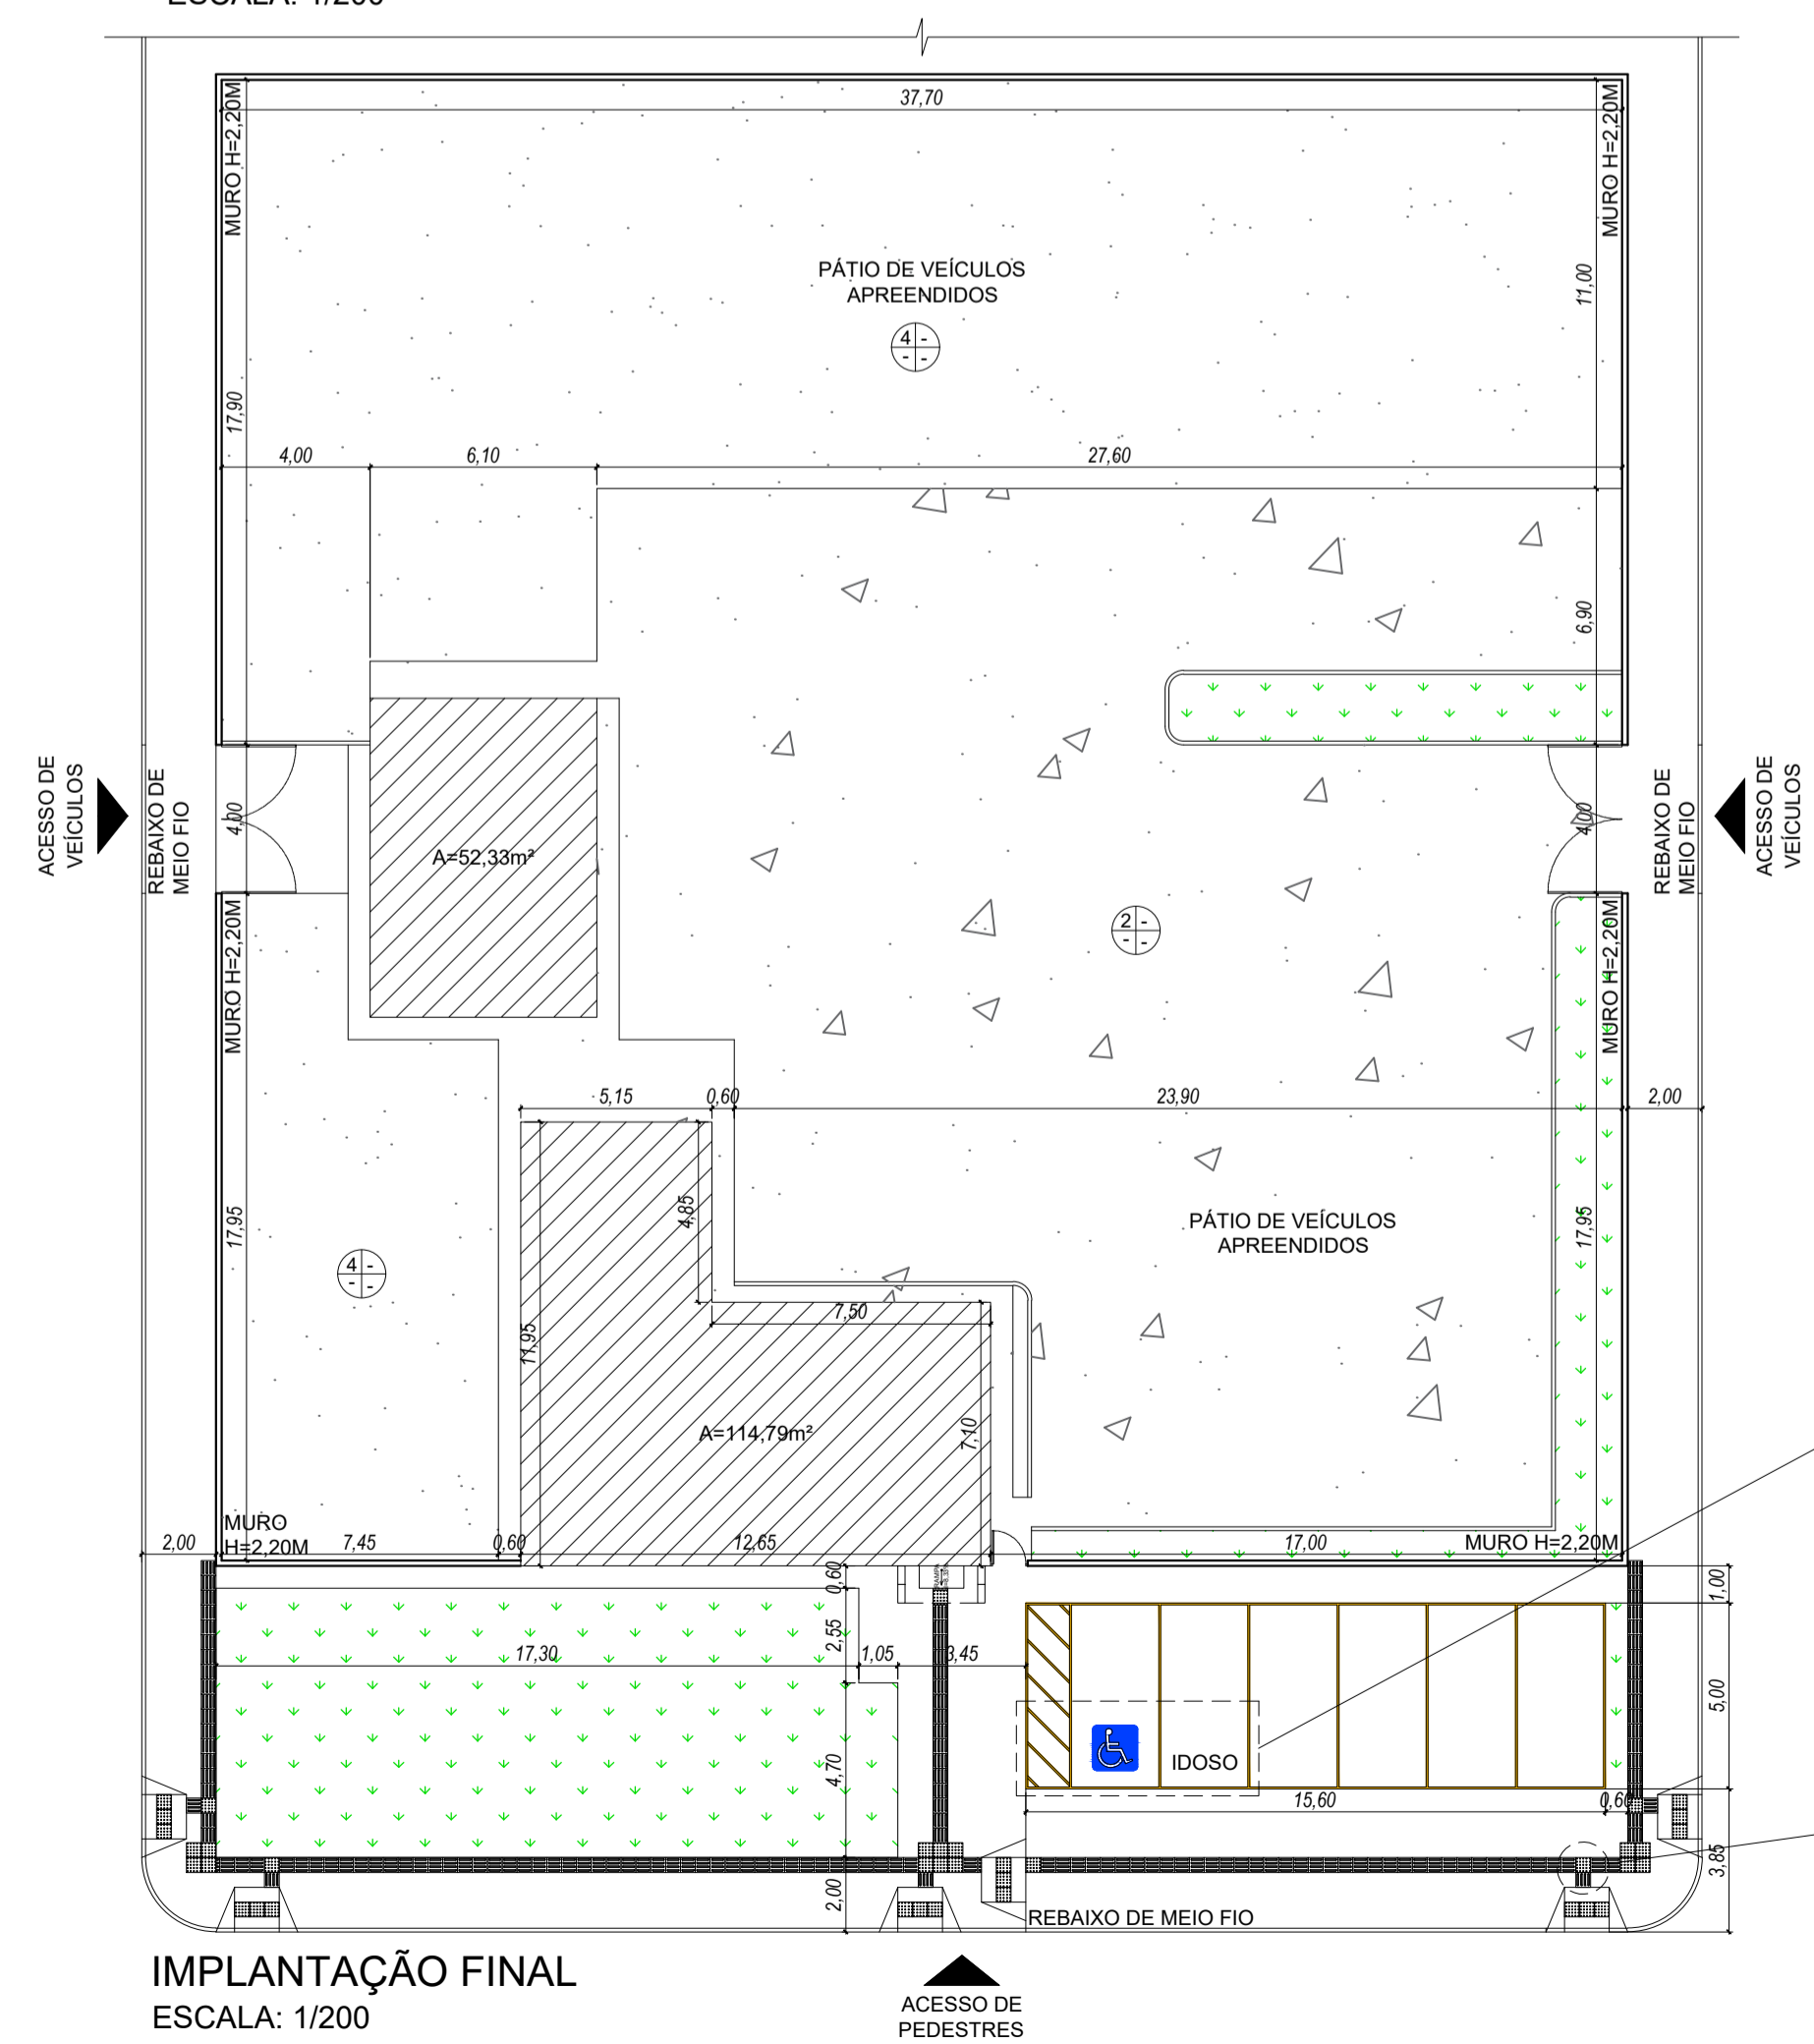 ESCALA: 1/200
37,70
MURO H=2,20M
MURO H=2,20M
PÁTIO DE VEÍCULOS
APREENDIDOS
4 -
- -
11,00
17,90
4,00
6,10
27,60
6,90
ACESSO DE
VEÍCULOS
REBAIXO DE
MEIO FIO
4,00
A=52,33m²
4,00
REBAIXO DE
MEIO FIO
ACESSO DE
VEÍCULOS
MURO H=2,20M
2 -
- -
MURO H=2,20M
5,15
0,60
23,90
2,00
4,85
17,95
PÁTIO DE VEÍCULOS
APREENDIDOS
17,95
4 -
- -
7,50
11,95
A=114,79m²
7,10
MURO
H=2,20M
2,00
7,45
0,60
12,65
17,00
MURO H=2,20M
0,60
1,00
2,55
17,30
1,05
3,45
5,00
4,70
IDOSO
15,60
0,60
3,85
2,00
REBAIXO DE MEIO FIO
IMPLANTAÇÃO FINAL
ESCALA: 1/200
ACESSO DE
PEDESTRES